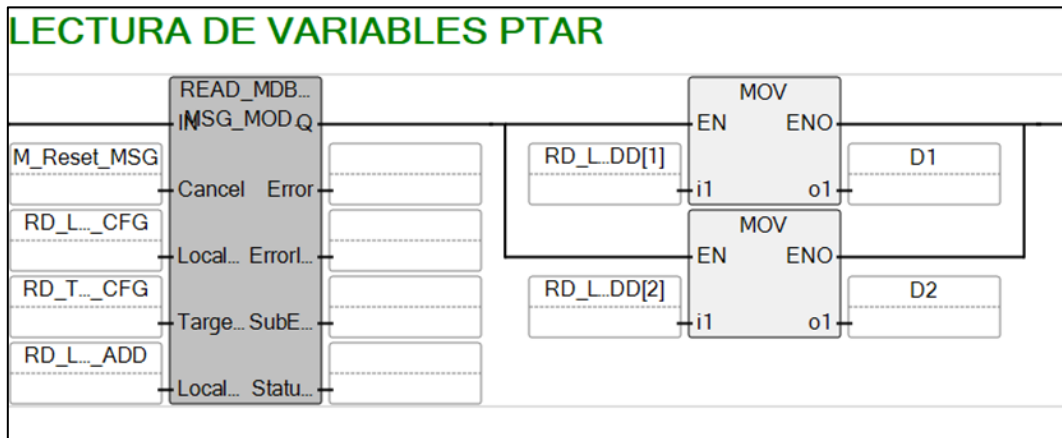 LECTURA DE VARIABLES PTAR
READ_MDB...
MSG_MOD...
IN Q
M_Reset_MSG
Cancel Error
RD_L..._CFG
Local... ErrorI...
RD_T..._CFG
Targe... SubE...
RD_L..._ADD
Local... Statu...
MOV
EN ENO
RD_L..DD[1] D1
i1 o1
MOV
EN ENO
RD_L..DD[2] D2
i1 o1